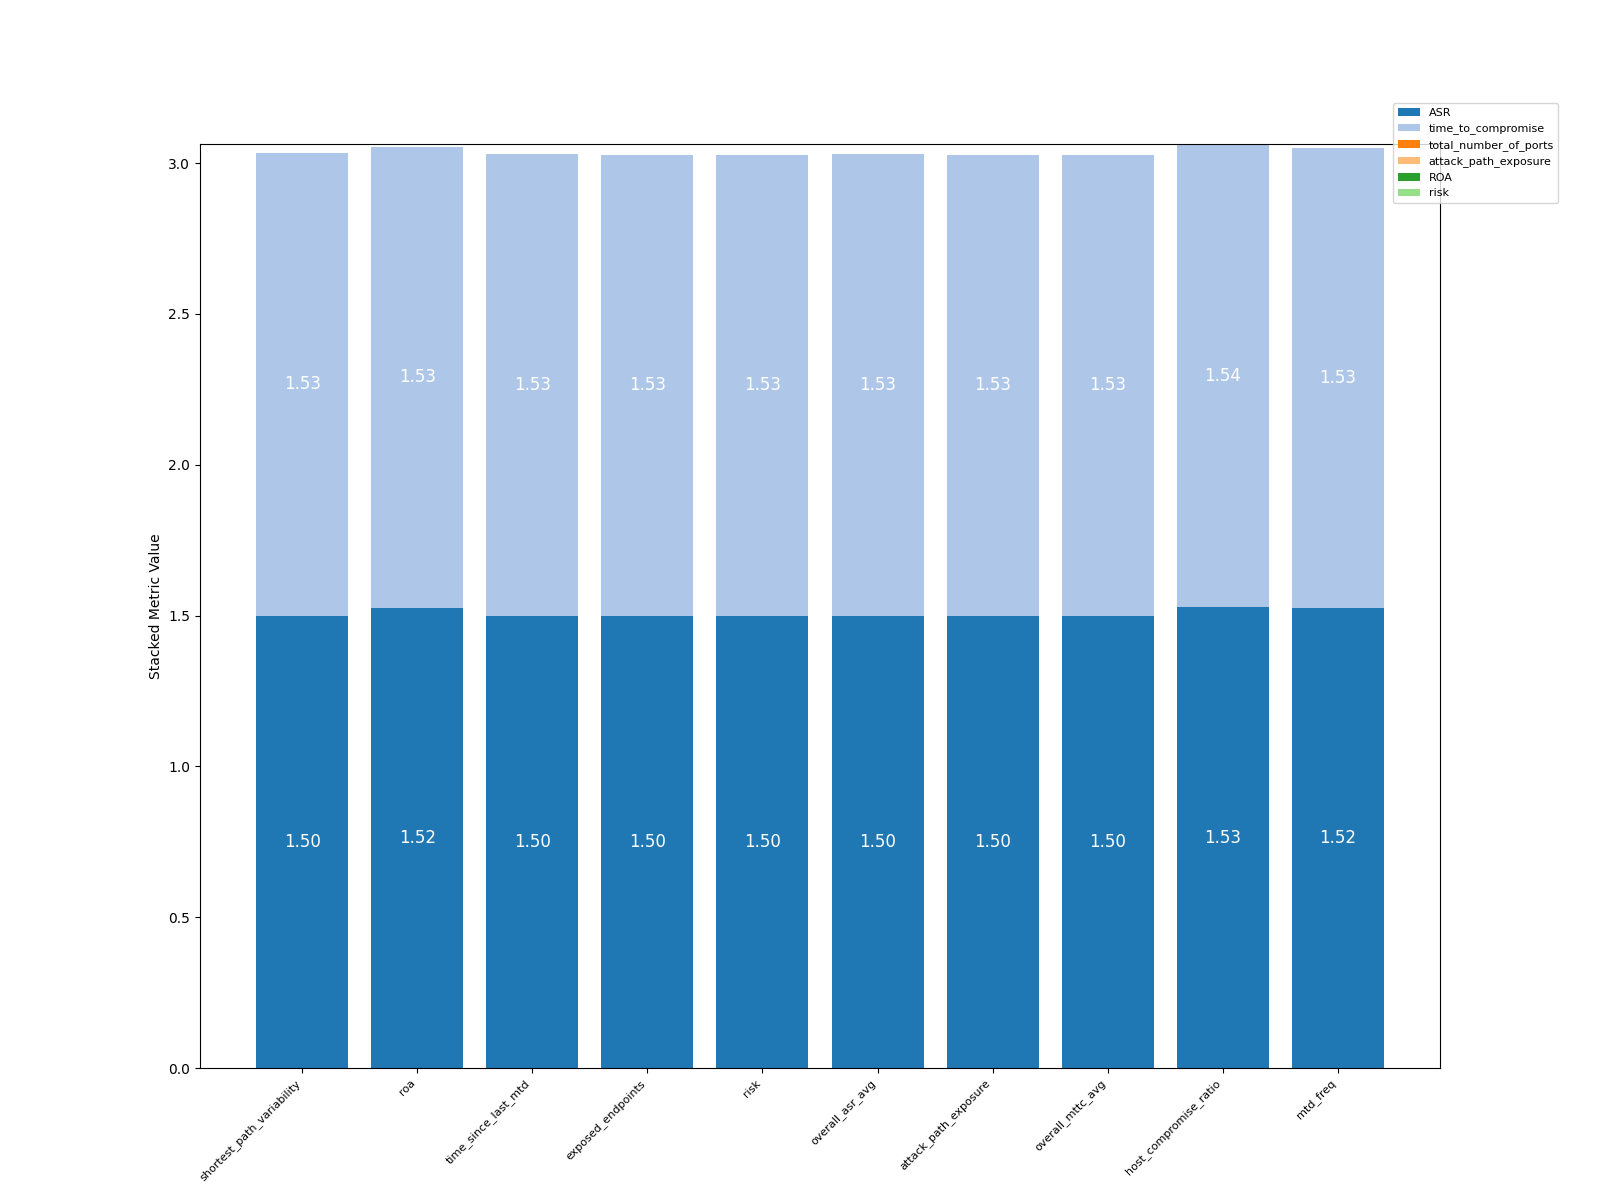 ASR
time_to_compromise
total_number_of_ports
attack_path_exposure
ROA
risk
Stacked Metric Value
3.0
2.5
2.0
1.5
1.0
0.5
0.0
1.53 1.53 1.53 1.53 1.53 1.53 1.53 1.53 1.54 1.53
1.50 1.52 1.50 1.50 1.50 1.50 1.50 1.50 1.53 1.52
shortest_path_variability
roa
time_since_last_mtd
exposed_endpoints
risk
overall_asr_avg
attack_path_exposure
overall_mttc_avg
host_compromise_ratio
mtd_freq